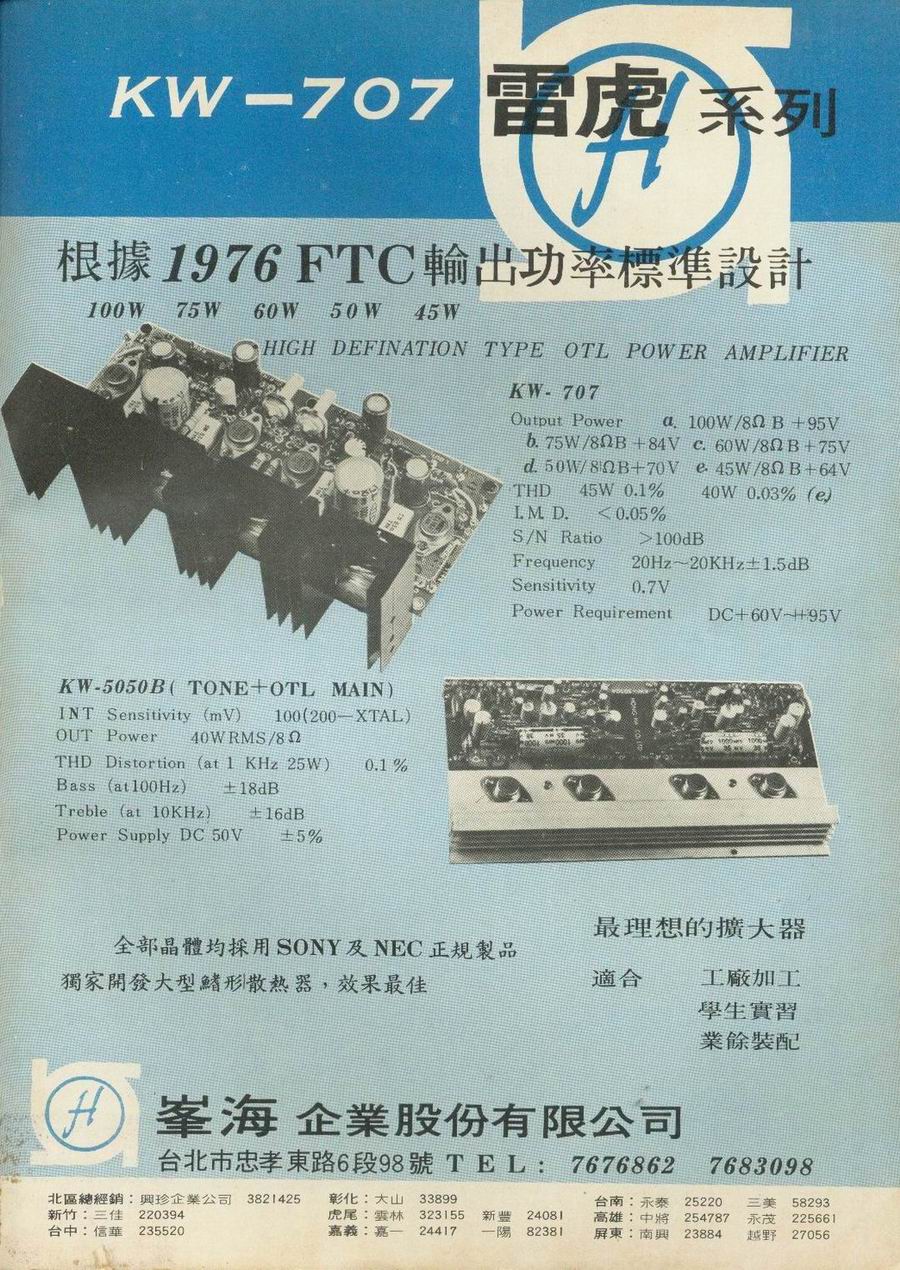 KW-707 雷虎 系列
根據1976 FTC輸出功率標準設計
100W 75W 60W 50W 45W
HIGH DEFINATION TYPE OTL POWER AMPLIFIER
KW-707
Output Power a. 100W/8Ω B+95V
b. 75W/8ΩB+84V c. 60W/8ΩB+75V
d. 50W/8ΩB+70V e. 45W/8ΩB+64V
THD 45W 0.1% 40W 0.03% (e)
I.M.D. <0.05%
S/N Ratio >100dB
Frequency 20Hz~20KHz±1.5dB
Sensitivity 0.7V
Power Requirement DC+60V~+95V
KW-5050B( TONE+OTL MAIN)
INT Sensitivity (mV) 100(200—XTAL)
OUT Power 40WRMS/8Ω
THD Distortion (at 1 KHz 25W) 0.1%
Bass (at100Hz) ±18dB
Treble (at 10KHz) ±16dB
Power Supply DC 50V ±5%
全部晶體均採用SONY及NEC正規製品
獨家開發大型鰭形散熱器，效果最佳
最理想的擴大器
適合 工廠加工
學生實習
業餘裝配
H
峯海 企業股份有限公司
台北市忠孝東路6段98號 TEL: 7676862 7683098
北區總經銷：興珍企業公司 3821425 彰化：大山 33899 台南：永泰 25220 三美 58293
新竹：三佳 220394 虎尾：雲林 323155 新豐 24081 高雄：中將 254787 永茂 225661
台中：信華 235520 嘉義：嘉一 24417 一陽 82381 屏東：南興 23884 越野 27056